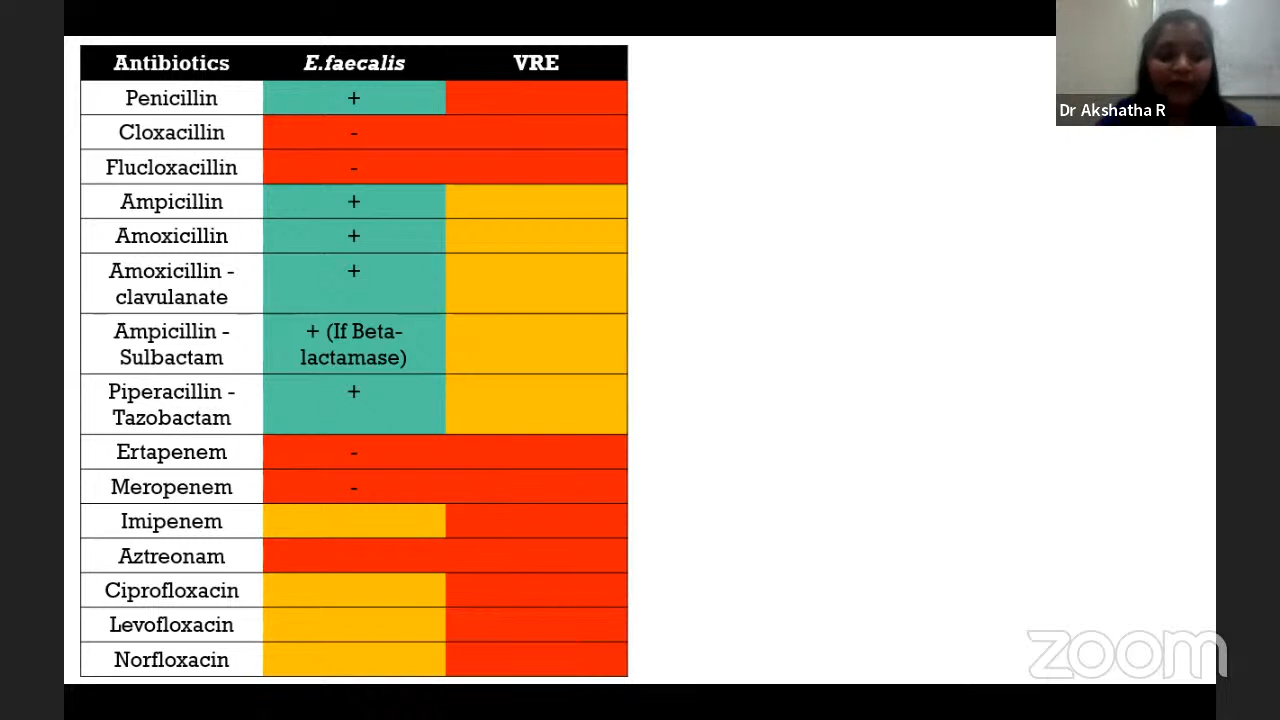 Antibiotics E.faecalis VRE
Penicillin +
Cloxacillin -
Flucloxacillin -
Ampicillin +
Amoxicillin +
Amoxicillin - +
clavulanate
Ampicillin - + (If Beta-
Sulbactam lactamase)
Piperacillin - +
Tazobactam
Ertapenem -
Meropenem -
Imipenem
Aztreonam
Ciprofloxacin
Levofloxacin
Norfloxacin
Dr Akshatha R
zoom